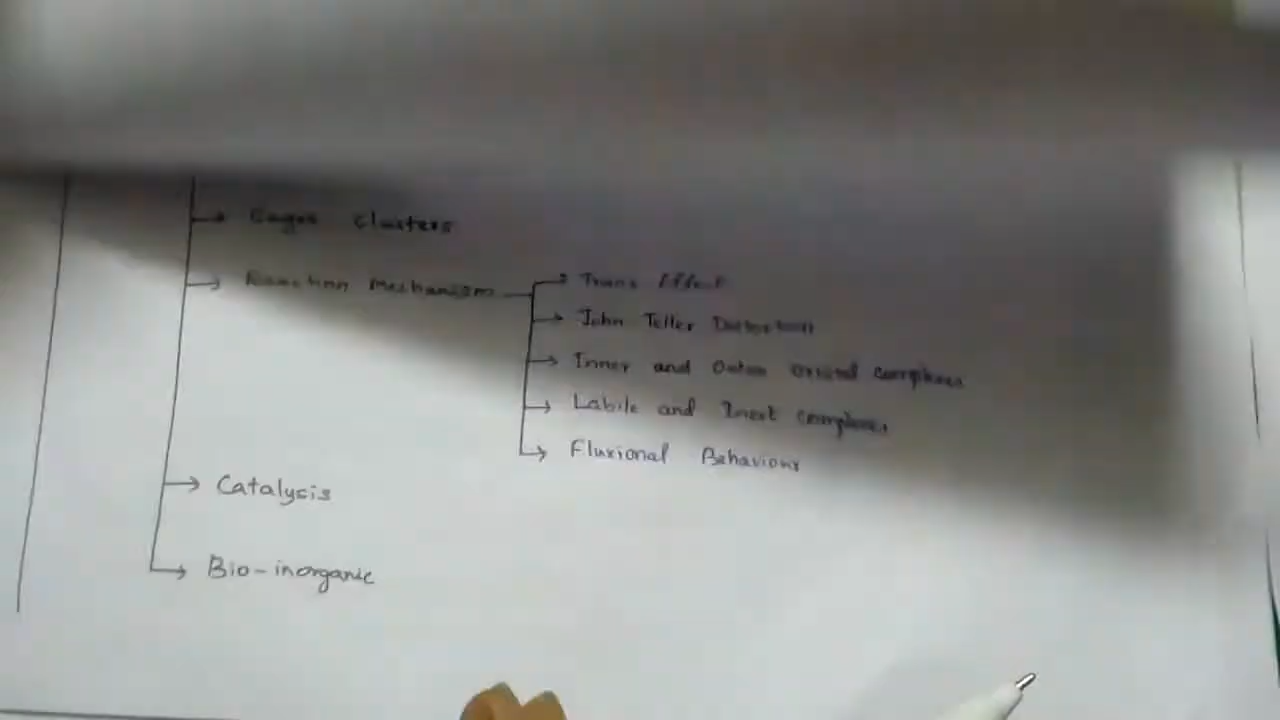 Cages Clusters
Reaction Mechanism
Trans Effect
John Teller Distortion
Inner and Outer Orbital complexes
Labile and Inert complexes
Fluxional Behaviour
Catalysis
Bio-inorganic